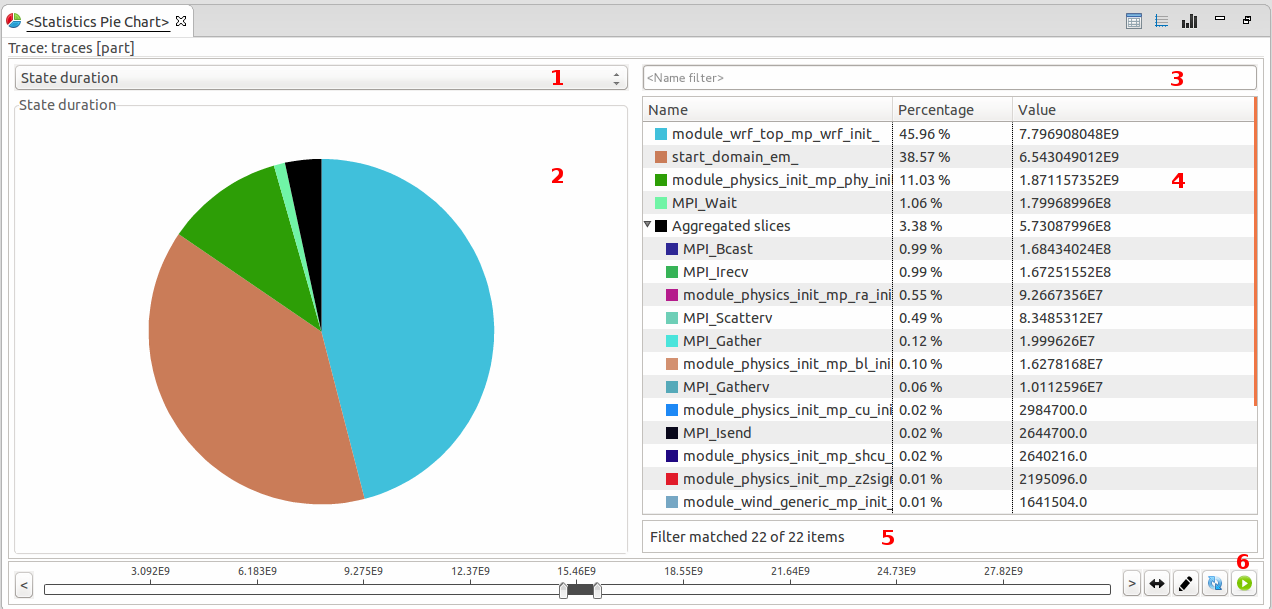 <Statistics Pie Chart>
Trace: traces [part]
State duration 1
<Name filter> 3
State duration
2
Name Percentage Value
module_wrf_top_mp_wrf_init_ 45.96 % 7.796908048E9
start_domain_em_ 38.57 % 6.543049012E9
module_physics_init_mp_phy_ini 11.03 % 1.871157352E9
4
MPI_Wait 1.06 % 1.79968996E8
Aggregated slices 3.38 % 5.73087996E8
MPI_Bcast 0.99 % 1.68434024E8
MPI_Irecv 0.99 % 1.67251552E8
module_physics_init_mp_ra_ini 0.55 % 9.2667356E7
MPI_Scatterv 0.49 % 8.3485312E7
MPI_Gather 0.12 % 1.999626E7
module_physics_init_mp_bl_ini 0.10 % 1.6278168E7
MPI_Gatherv 0.06 % 1.0112596E7
module_physics_init_mp_cu_ini 0.02 % 2984700.0
MPI_Isend 0.02 % 2644700.0
module_physics_init_mp_shcu_ 0.02 % 2640216.0
module_physics_init_mp_z2sigr 0.01 % 2195096.0
module_wind_generic_mp_init_ 0.01 % 1641504.0
Filter matched 22 of 22 items 5
6
< 3.092E9 6.183E9 9.275E9 12.37E9 15.46E9 18.55E9 21.64E9 24.73E9 27.82E9 >